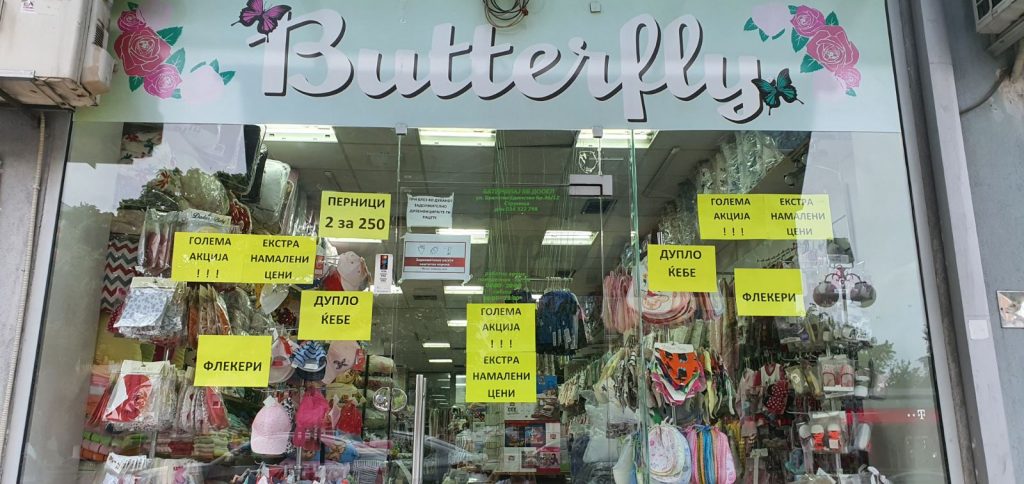 Butterfly
ПЕРНИЦИ
2 за 250
ГОЛЕМА
АКЦИЈА
! ! !
ЕКСТРА
НАМАЛЕНИ
ЦЕНИ
ДУПЛО
ЌЕБЕ
ФЛЕКЕРИ
ГОЛЕМА
АКЦИЈА
! ! !
ЕКСТРА
НАМАЛЕНИ
ЦЕНИ
ДУПЛО
ЌЕБЕ
ГОЛЕМА
АКЦИЈА
! ! !
ЕКСТРА
НАМАЛЕНИ
ЦЕНИ
ФЛЕКЕРИ